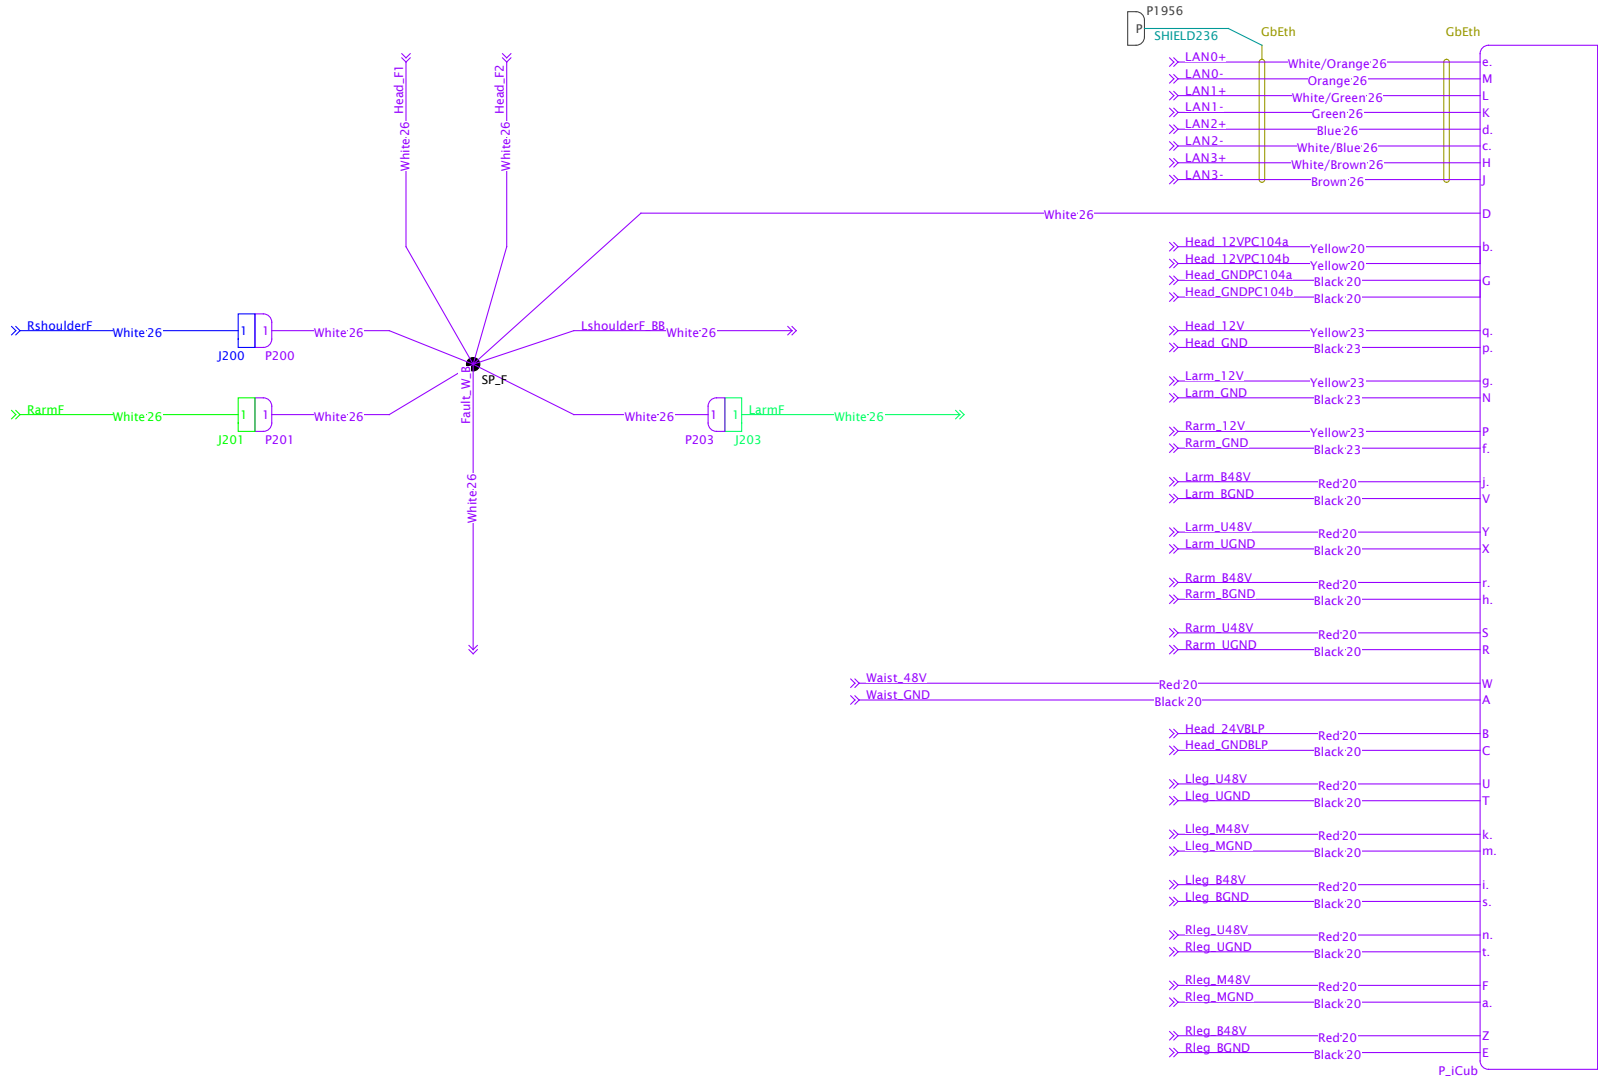 P1956
P
SHIELD236
GbEth
GbEth
Head_F1
White 26
Head_F2
White 26
LAN0+
White/Orange 26
e.
LAN0-
Orange 26
M
LAN1+
White/Green 26
L
LAN1-
Green 26
K
LAN2+
Blue 26
d.
LAN2-
White/Blue 26
c.
LAN3+
White/Brown 26
H
LAN3-
Brown 26
J
White 26
D
Head_12VPC104a
Yellow 20
b.
Head_12VPC104b
Yellow 20
Head_GNDPC104a
Black 20
G
Head_GNDPC104b
Black 20
RshoulderF
White 26
1
1
White 26
J200
P200
LshoulderF_BB
White 26
Head_12V
Yellow 23
q.
Head_GND
Black 23
p.
SP_F
Fault_W_B
White 26
RarmF
White 26
1
1
White 26
J201
P201
White 26
1
1
LarmF
White 26
P203
J203
Larm_12V
Yellow 23
g.
Larm_GND
Black 23
N
Rarm_12V
Yellow 23
P
Rarm_GND
Black 23
f.
Larm_B48V
Red 20
j.
Larm_BGND
Black 20
V
Larm_U48V
Red 20
Y
Larm_UGND
Black 20
X
Rarm_B48V
Red 20
r.
Rarm_BGND
Black 20
h.
Rarm_U48V
Red 20
S
Rarm_UGND
Black 20
R
Waist_48V
Red 20
W
Waist_GND
Black 20
A
Head_24VBLP
Red 20
B
Head_GNDBLP
Black 20
C
Lleg_U48V
Red 20
U
Lleg_UGND
Black 20
T
Lleg_M48V
Red 20
k.
Lleg_MGND
Black 20
m.
Lleg_B48V
Red 20
i.
Lleg_BGND
Black 20
s.
Rleg_U48V
Red 20
n.
Rleg_UGND
Black 20
t.
Rleg_M48V
Red 20
F
Rleg_MGND
Black 20
a.
Rleg_B48V
Red 20
Z
Rleg_BGND
Black 20
E
P_iCub